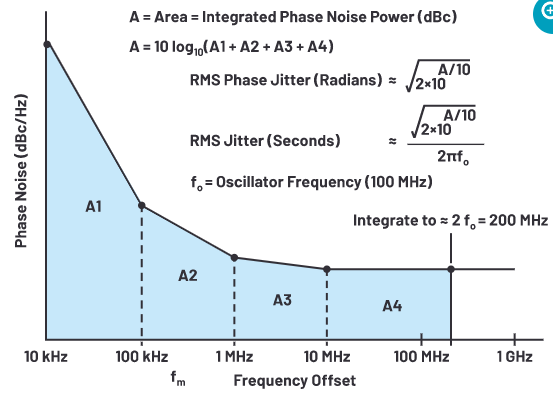 A = Area = Integrated Phase Noise Power (dBc)
A = 10 log₁₀(A1 + A2 + A3 + A4)
RMS Phase Jitter (Radians) ≈ √2×10^A/10
RMS Jitter (Seconds) ≈ √2×10^A/10 / 2πfₒ
fₒ = Oscillator Frequency (100 MHz)
Integrate to ≈ 2 fₒ = 200 MHz
Phase Noise (dBc/Hz)
A1
A2
A3
A4
10 kHz 100 kHz 1 MHz 10 MHz 100 MHz 1 GHz
fₘ Frequency Offset